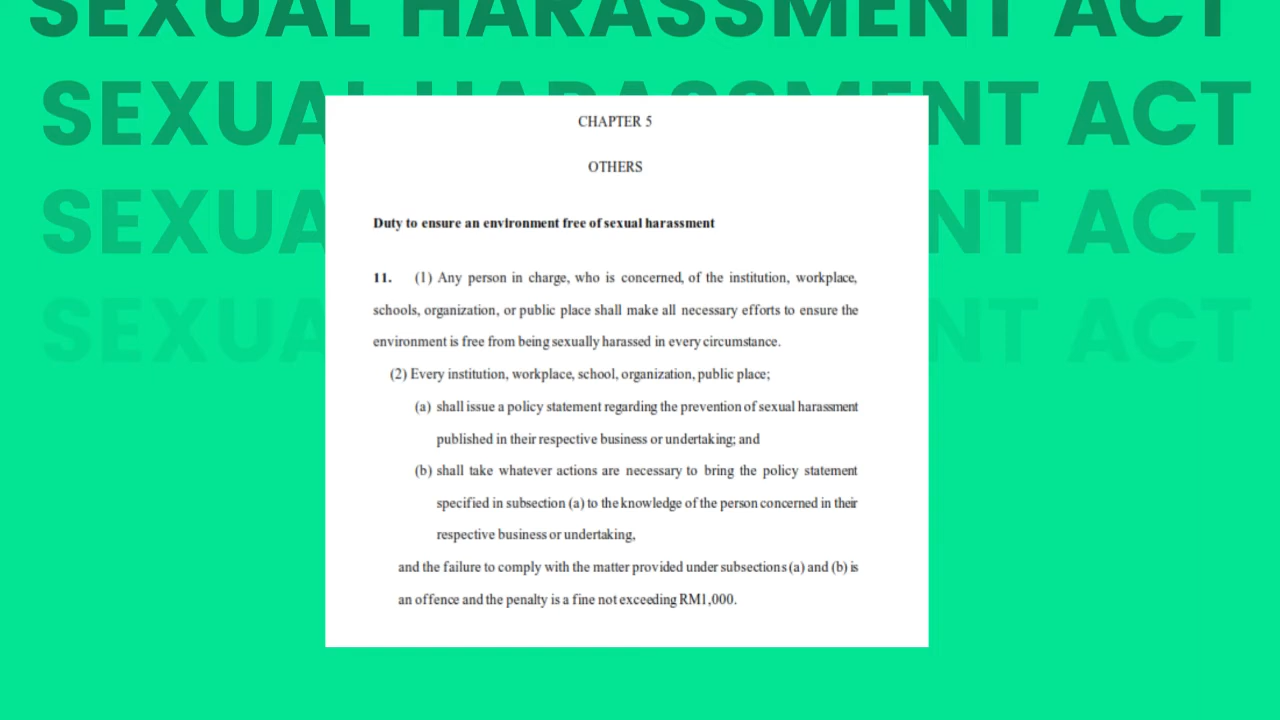 SEXUAL HARASSMENT ACT
SEXUAL HARASSMENT ACT
SEXUA NT ACT
SEXUA NT ACT
CHAPTER 5
OTHERS
Duty to ensure an environment free of sexual harassment
11. (1) Any person in charge, who is concerned, of the institution, workplace,
schools, organization, or public place shall make all necessary efforts to ensure the
environment is free from being sexually harassed in every circumstance.
(2) Every institution, workplace, school, organization, public place;
(a) shall issue a policy statement regarding the prevention of sexual harassment
published in their respective business or undertaking; and
(b) shall take whatever actions are necessary to bring the policy statement
specified in subsection (a) to the knowledge of the person concerned in their
respective business or undertaking,
and the failure to comply with the matter provided under subsections (a) and (b) is
an offence and the penalty is a fine not exceeding RM1,000.